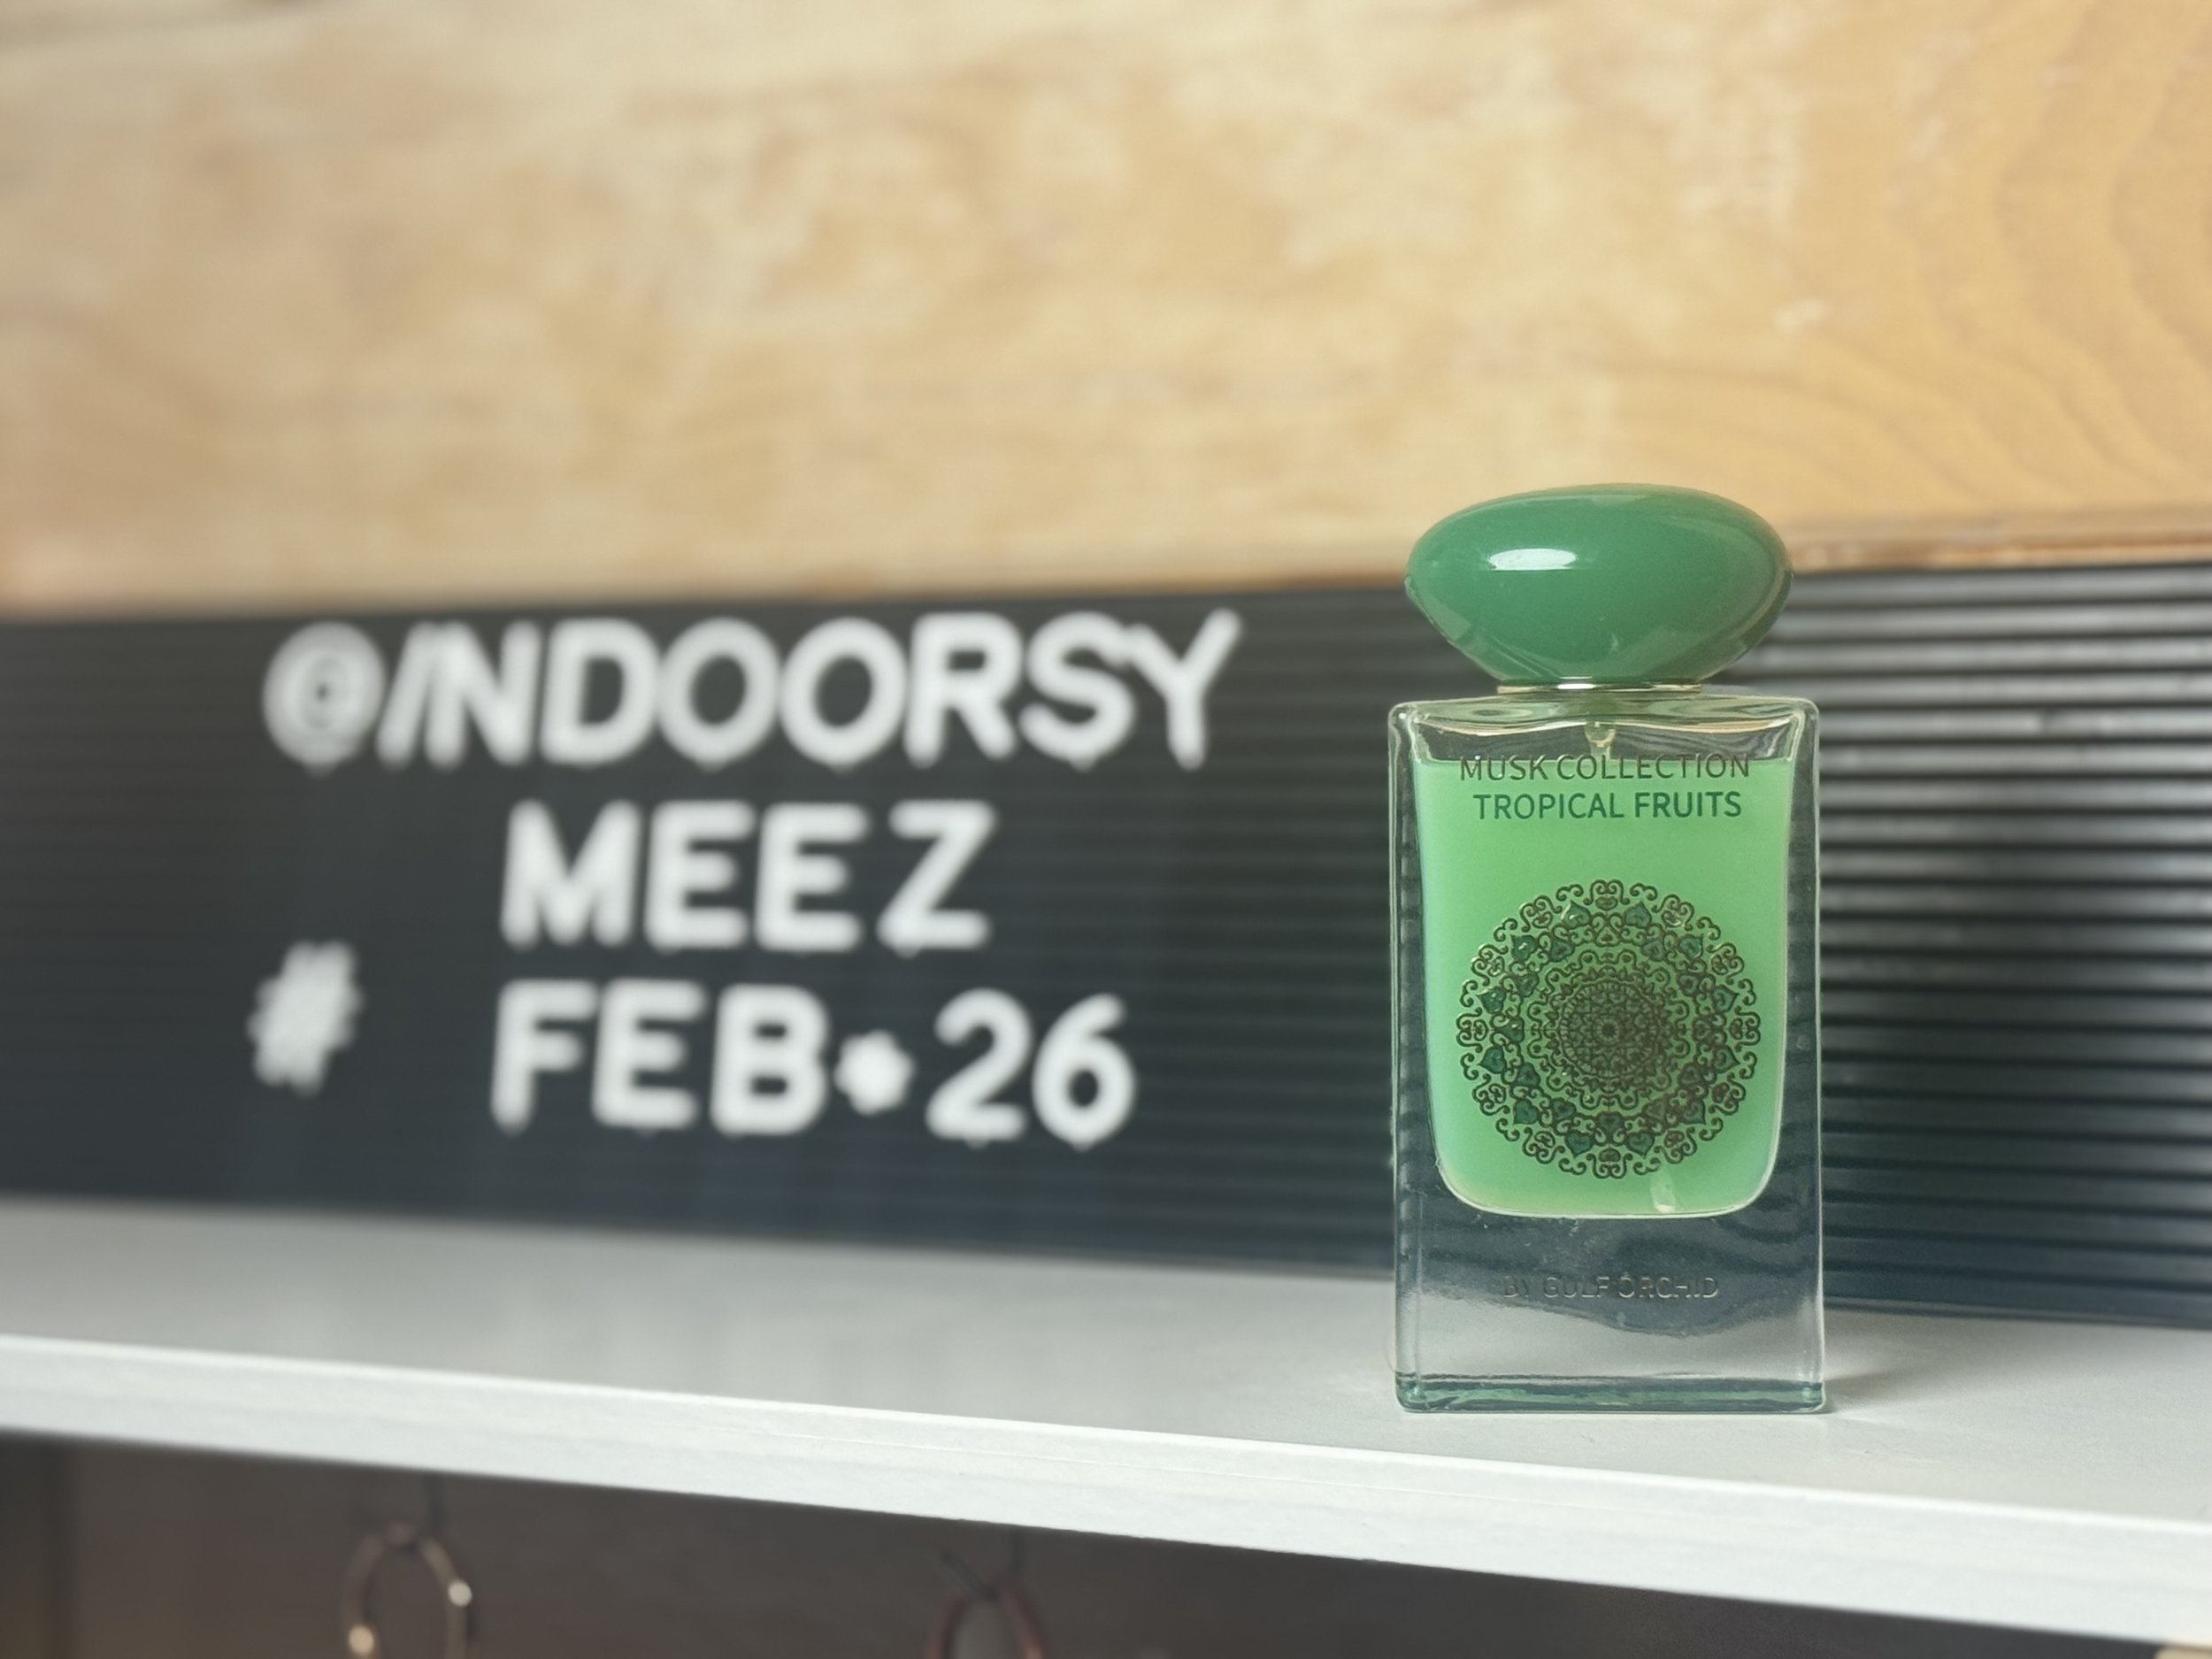 @INDOORSY
MEEZ
# FEB•26
MUSK COLLECTION
TROPICAL FRUITS
BY GULF ORCHID